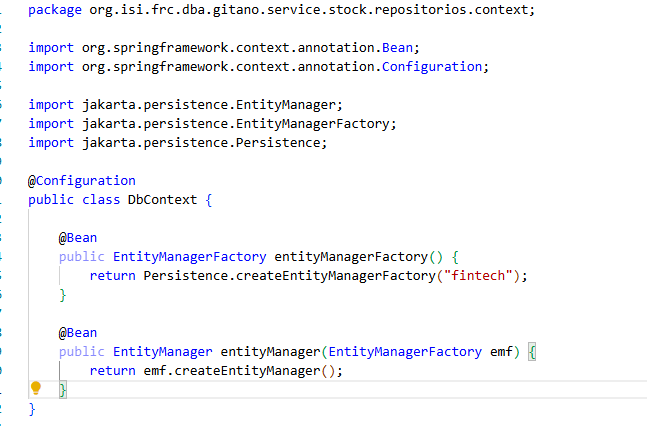 package org.isi.frc.dba.gitano.service.stock.repositorios.context;
import org.springframework.context.annotation.Bean;
import org.springframework.context.annotation.Configuration;
import jakarta.persistence.EntityManager;
import jakarta.persistence.EntityManagerFactory;
import jakarta.persistence.Persistence;
@Configuration
public class DbContext {
@Bean
public EntityManagerFactory entityManagerFactory() {
return Persistence.createEntityManagerFactory("fintech");
}
@Bean
public EntityManager entityManager(EntityManagerFactory emf) {
return emf.createEntityManager();
}
}